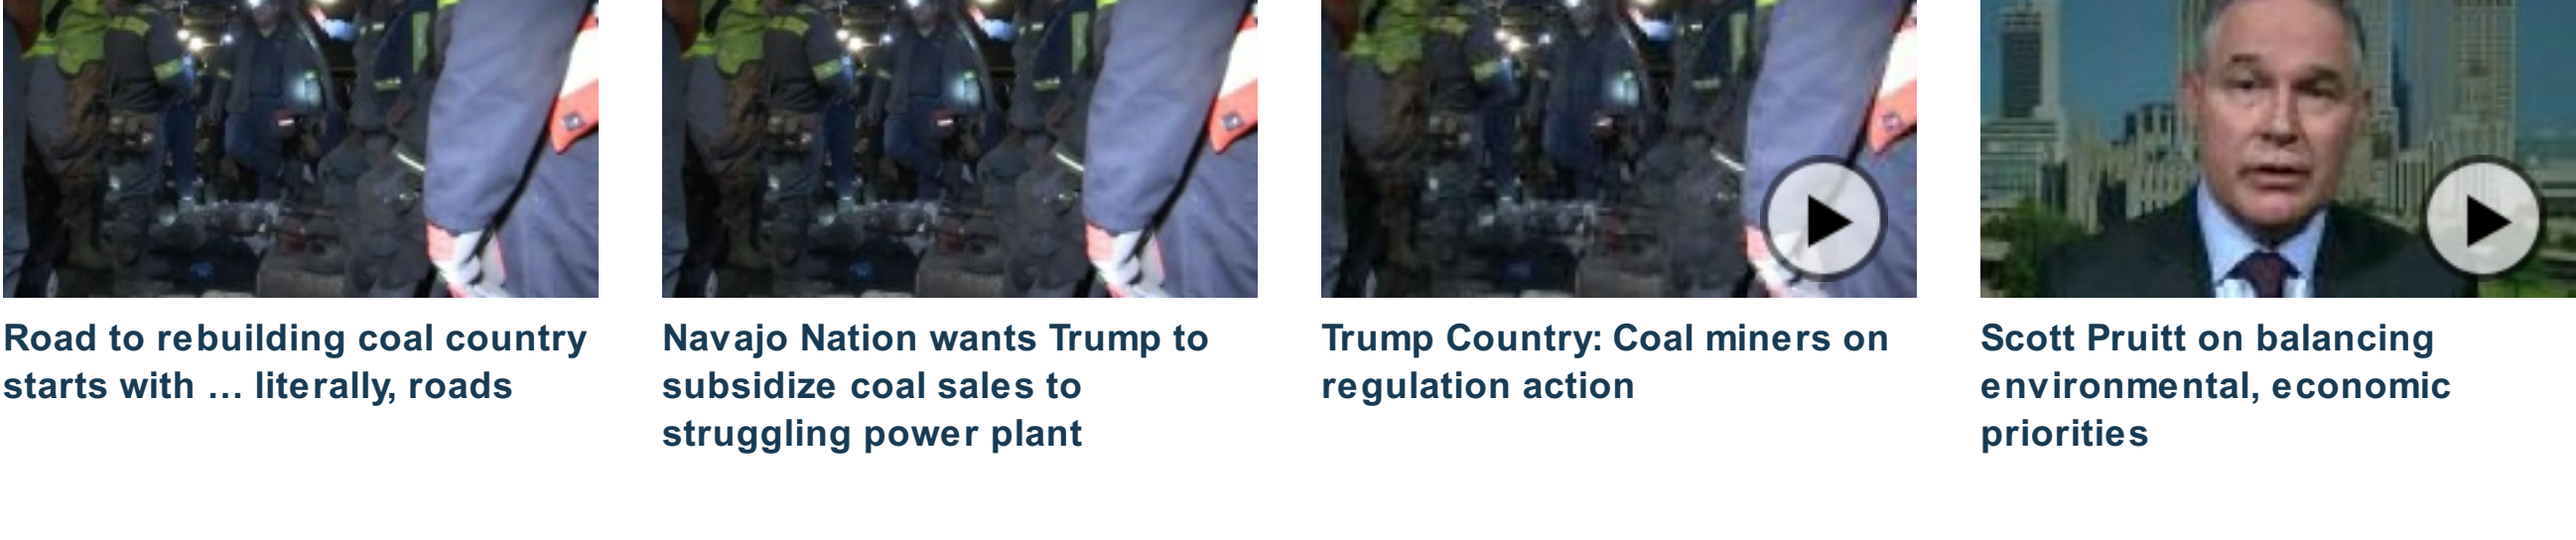 Road to rebuilding coal country
starts with … literally, roads
Navajo Nation wants Trump to
subsidize coal sales to
struggling power plant
Trump Country: Coal miners on
regulation action
Scott Pruitt on balancing
environmental, economic
priorities